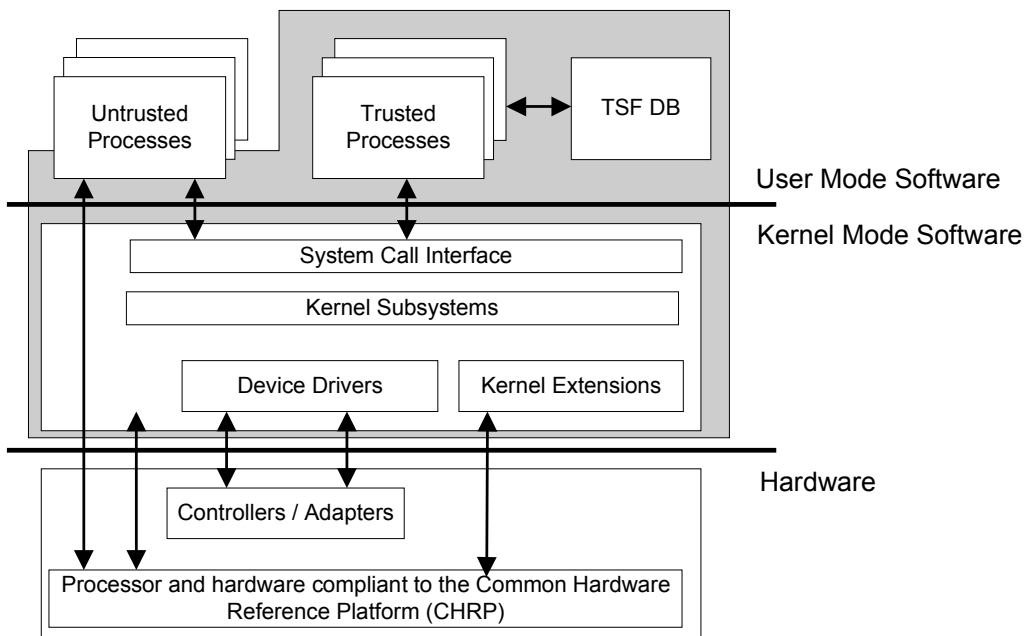 Untrusted
Processes
Trusted
Processes
TSF DB
User Mode Software
Kernel Mode Software
System Call Interface
Kernel Subsystems
Device Drivers
Kernel Extensions
Hardware
Controllers / Adapters
Processor and hardware compliant to the Common Hardware
Reference Platform (CHRP)